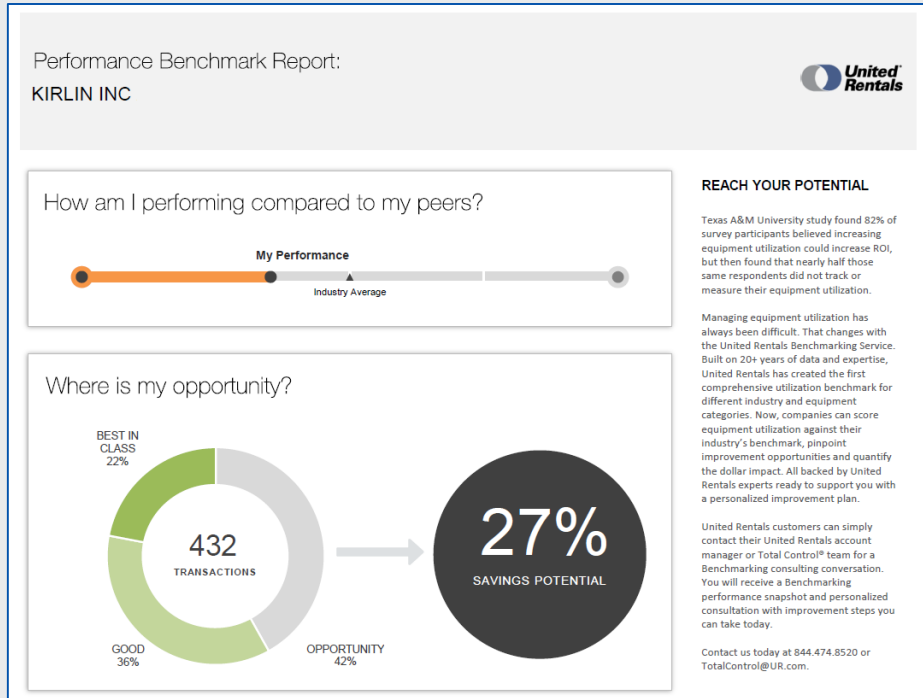 Performance Benchmark Report:
KIRLIN INC
United
Rentals
How am I performing compared to my peers?
My Performance
Industry Average
Where is my opportunity?
BEST IN
CLASS
22%
432
TRANSACTIONS
GOOD
36%
OPPORTUNITY
42%
27%
SAVINGS POTENTIAL
REACH YOUR POTENTIAL
Texas A&M University study found 82% of
survey participants believed increasing
equipment utilization could increase ROI,
but then found that nearly half those
same respondents did not track or
measure their equipment utilization.
Managing equipment utilization has
always been difficult. That changes with
the United Rentals Benchmarking Service.
Built on 20+ years of data and expertise,
United Rentals has created the first
comprehensive utilization benchmark for
different industry and equipment
categories. Now, companies can score
equipment utilization against their
industry's benchmark, pinpoint
improvement opportunities and quantify
the dollar impact. All backed by United
Rentals experts ready to support you with
a personalized improvement plan.
United Rentals customers can simply
contact their United Rentals account
manager or Total Control® team for a
Benchmarking consulting conversation.
You will receive a Benchmarking
performance snapshot and personalized
consultation with improvement steps you
can take today.
Contact us today at 844.474.8520 or
TotalControl@UR.com.